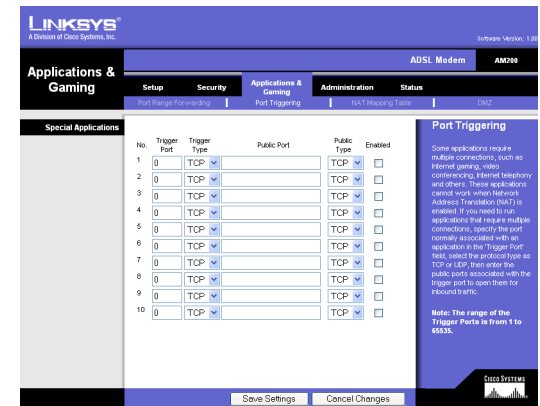 LINKSYS®
A Division of Cisco Systems, Inc.
Software Version: 1.00
ADSL Modem AM200
Applications & Gaming
Setup Security Applications & Gaming Administration Status
Port Range Forwarding Port Triggering NAT Mapping Table DMZ
Special Applications
No. Trigger Port Trigger Type Public Port Public Type Enabled
1 0 TCP TCP
2 0 TCP TCP
3 0 TCP TCP
4 0 TCP TCP
5 0 TCP TCP
6 0 TCP TCP
7 0 TCP TCP
8 0 TCP TCP
9 0 TCP TCP
10 0 TCP TCP
Port Triggering
Some applications require
multiple connections, such as
Internet gaming, video
conferencing, Internet telephony
and others. These applications
cannot work when Network
Address Translation (NAT) is
enabled. If you need to run
applications that require multiple
connections, specify the port
normally associated with an
application in the 'Trigger Port'
field, select the protocol type as
TCP or UDP, then enter the
public ports associated with the
trigger port to open them for
inbound traffic.
Note: The range of the
Trigger Ports is from 1 to
65535.
Save Settings Cancel Changes
CISCO SYSTEMS